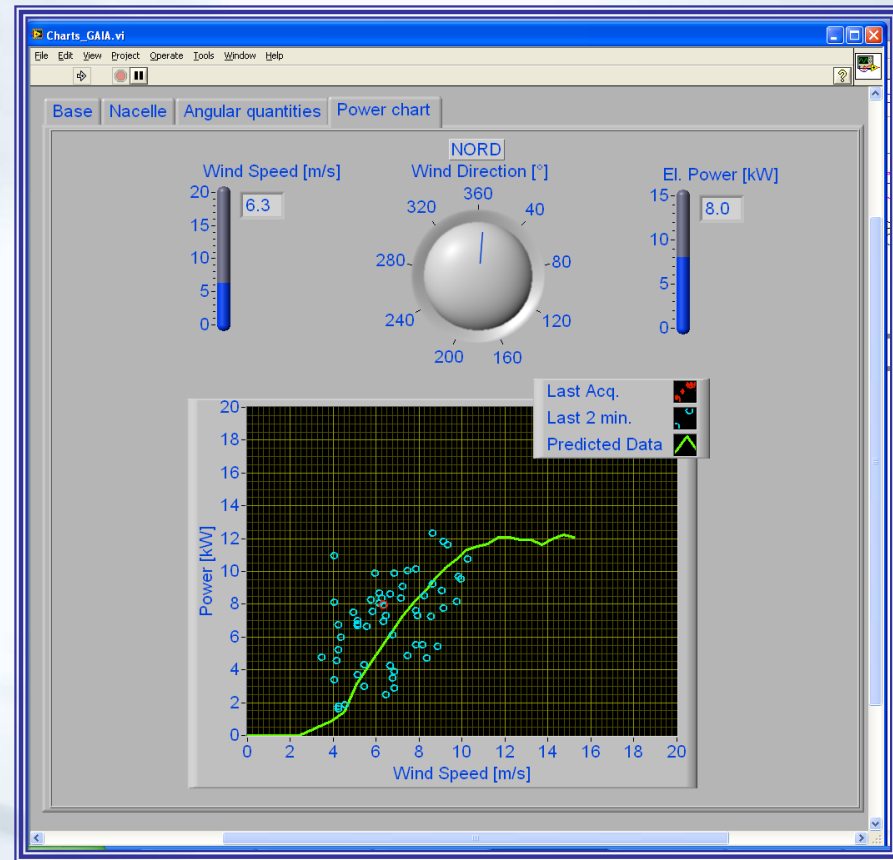 Charts_GAIA.vi
File Edit View Project Operate Tools Window Help
Base Nacelle Angular quantities Power chart
NORD
Wind Speed [m/s]
20
15
10
5
0
6.3
Wind Direction [°]
360
40
80
120
160
200
240
280
320
El. Power [kW]
15
10
5
0
8.0
Last Acq.
Last 2 min.
Predicted Data
Power [kW]
20
18
16
14
12
10
8
6
4
2
0
0 2 4 6 8 10 12 14 16 18 20
Wind Speed [m/s]